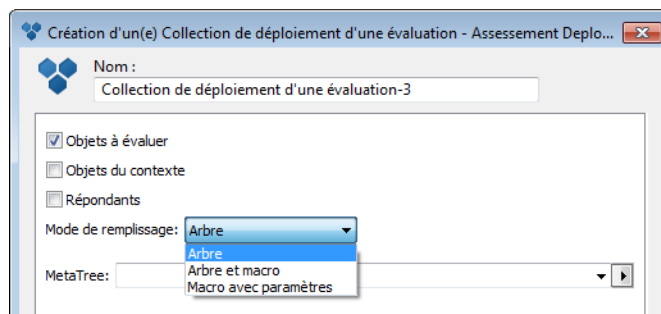 Création d'un(e) Collection de déploiement d'une évaluation - Assessement Deplo...
Nom :
Collection de déploiement d'une évaluation-3
Objets à évaluer
Objets du contexte
Répondants
Mode de remplissage: Arbre
Arbre
Arbre et macro
MetaTree:
Macro avec paramètres